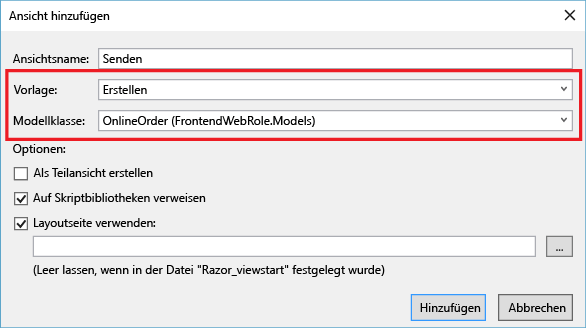 Ansicht hinzufügen
Ansichtsname: Senden
Vorlage: Erstellen
Modellklasse: OnlineOrder (FrontendWebRole.Models)
Optionen:
Als Teilansicht erstellen
Auf Skriptbibliotheken verweisen
Layoutseite verwenden:
...
(Leer lassen, wenn in der Datei "Razor_viewstart" festgelegt wurde)
Hinzufügen Abbrechen